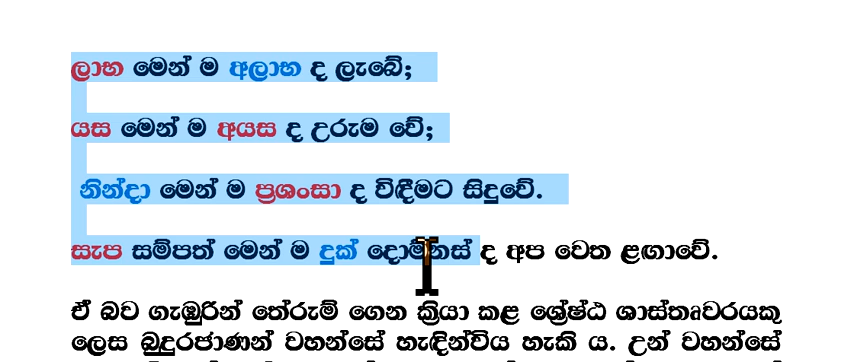 ලාභ මෙන් ම අලාභ ද ලැබේ;
යස මෙන් ම අයස ද උරුම වේ;
නින්දා මෙන් ම ප්‍රශංසා ද විඳීමට සිදුවේ.
සැප සම්පත් මෙන් ම දුක් දොම්නස් ද අප වෙත ළඟාවේ.
ඒ බව ගැඹුරින් තේරුම් ගෙන ක්‍රියා කළ ශ්‍රේෂ්ඨ ශාස්තෘවරයකු
ලෙස බුදුරජාණන් වහන්සේ හැඳින්විය හැකි ය. උන් වහන්සේ